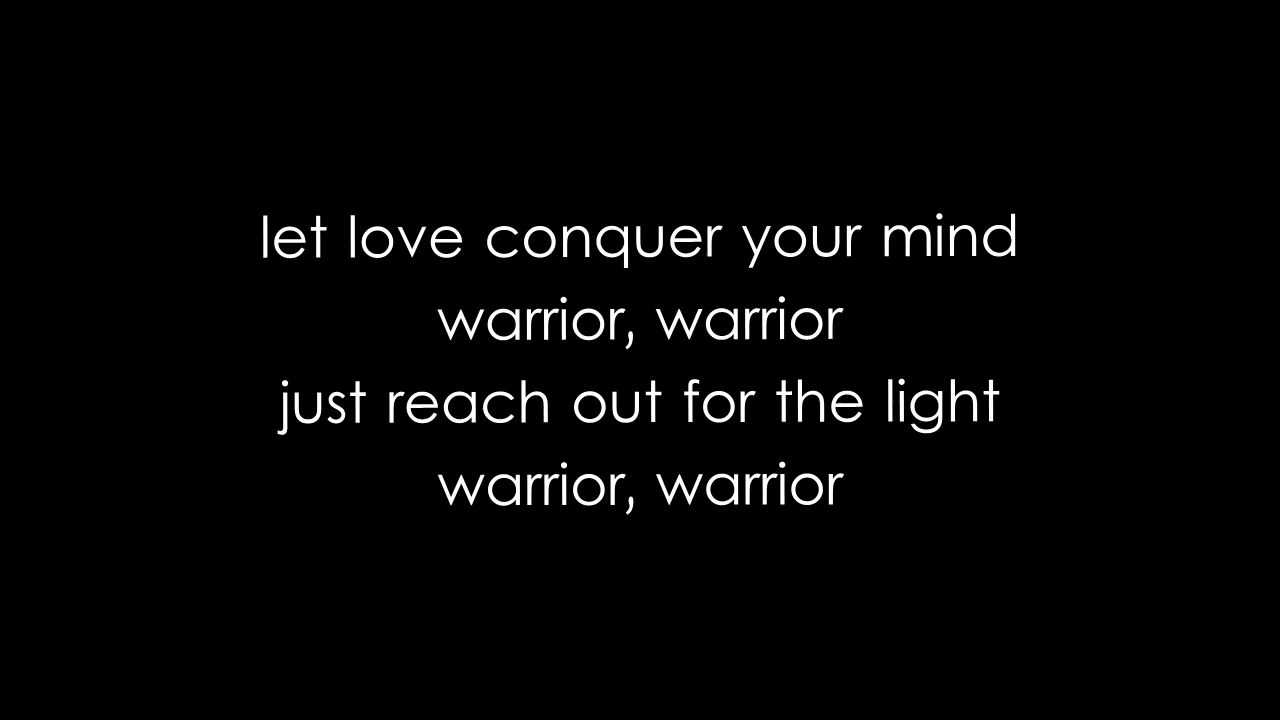 let love conquer your mind
warrior, warrior
just reach out for the light
warrior, warrior